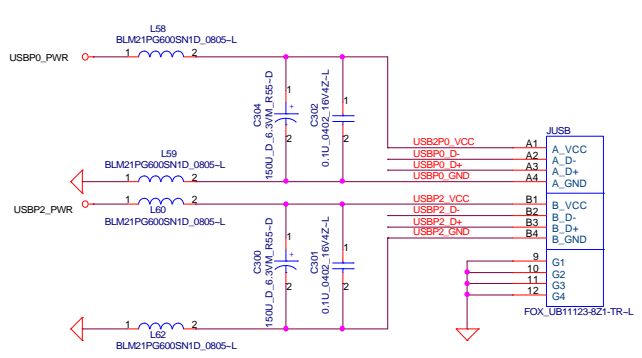 L58
BLM21PG600SN1D_0805~L
USBP0_PWR
1
2
C304
150U_D_6.3VM_R55~D
1
+
2
C302
0.1U_0402_16V4Z~L
1
2
L59
BLM21PG600SN1D_0805~L
1
2
USBP2_PWR
1
2
L60
BLM21PG600SN1D_0805~L
C300
150U_D_6.3VM_R55~D
1
+
2
C301
0.1U_0402_16V4Z~L
1
2
1
2
L62
BLM21PG600SN1D_0805~L
JUSB
USB2P0_VCC A1 A_VCC
USBP0_D- A2 A_D-
USBP0_D+ A3 A_D+
USBP0_GND A4 A_GND
USBP2_VCC B1 B_VCC
USBP2_D- B2 B_D-
USBP2_D+ B3 B_D+
USBP2_GND B4 B_GND
9 G1
10 G2
11 G3
12 G4
FOX_UB11123-8Z1-TR~L